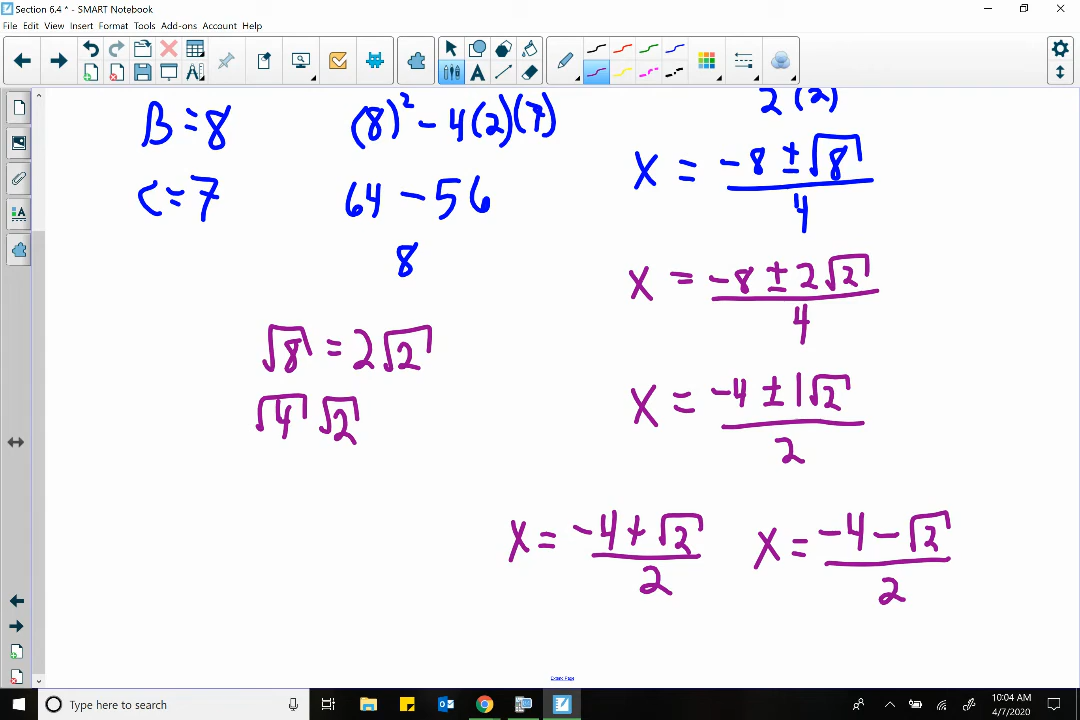 Section 6.4 * - SMART Notebook
File Edit View Insert Format Tools Add-ons Account Help
2 (2)
B = 8
(8)² - 4(2)(7)
x = (-8 ± √8) / 4
C = 7
64 - 56
8
x = (-8 ± 2√2) / 4
√8 = 2√2
√4 √2
x = (-4 ± 1√2) / 2
x = (-4 + √2) / 2 x = (-4 - √2) / 2
Extend Page
Type here to search
10:04 AM
4/7/2020